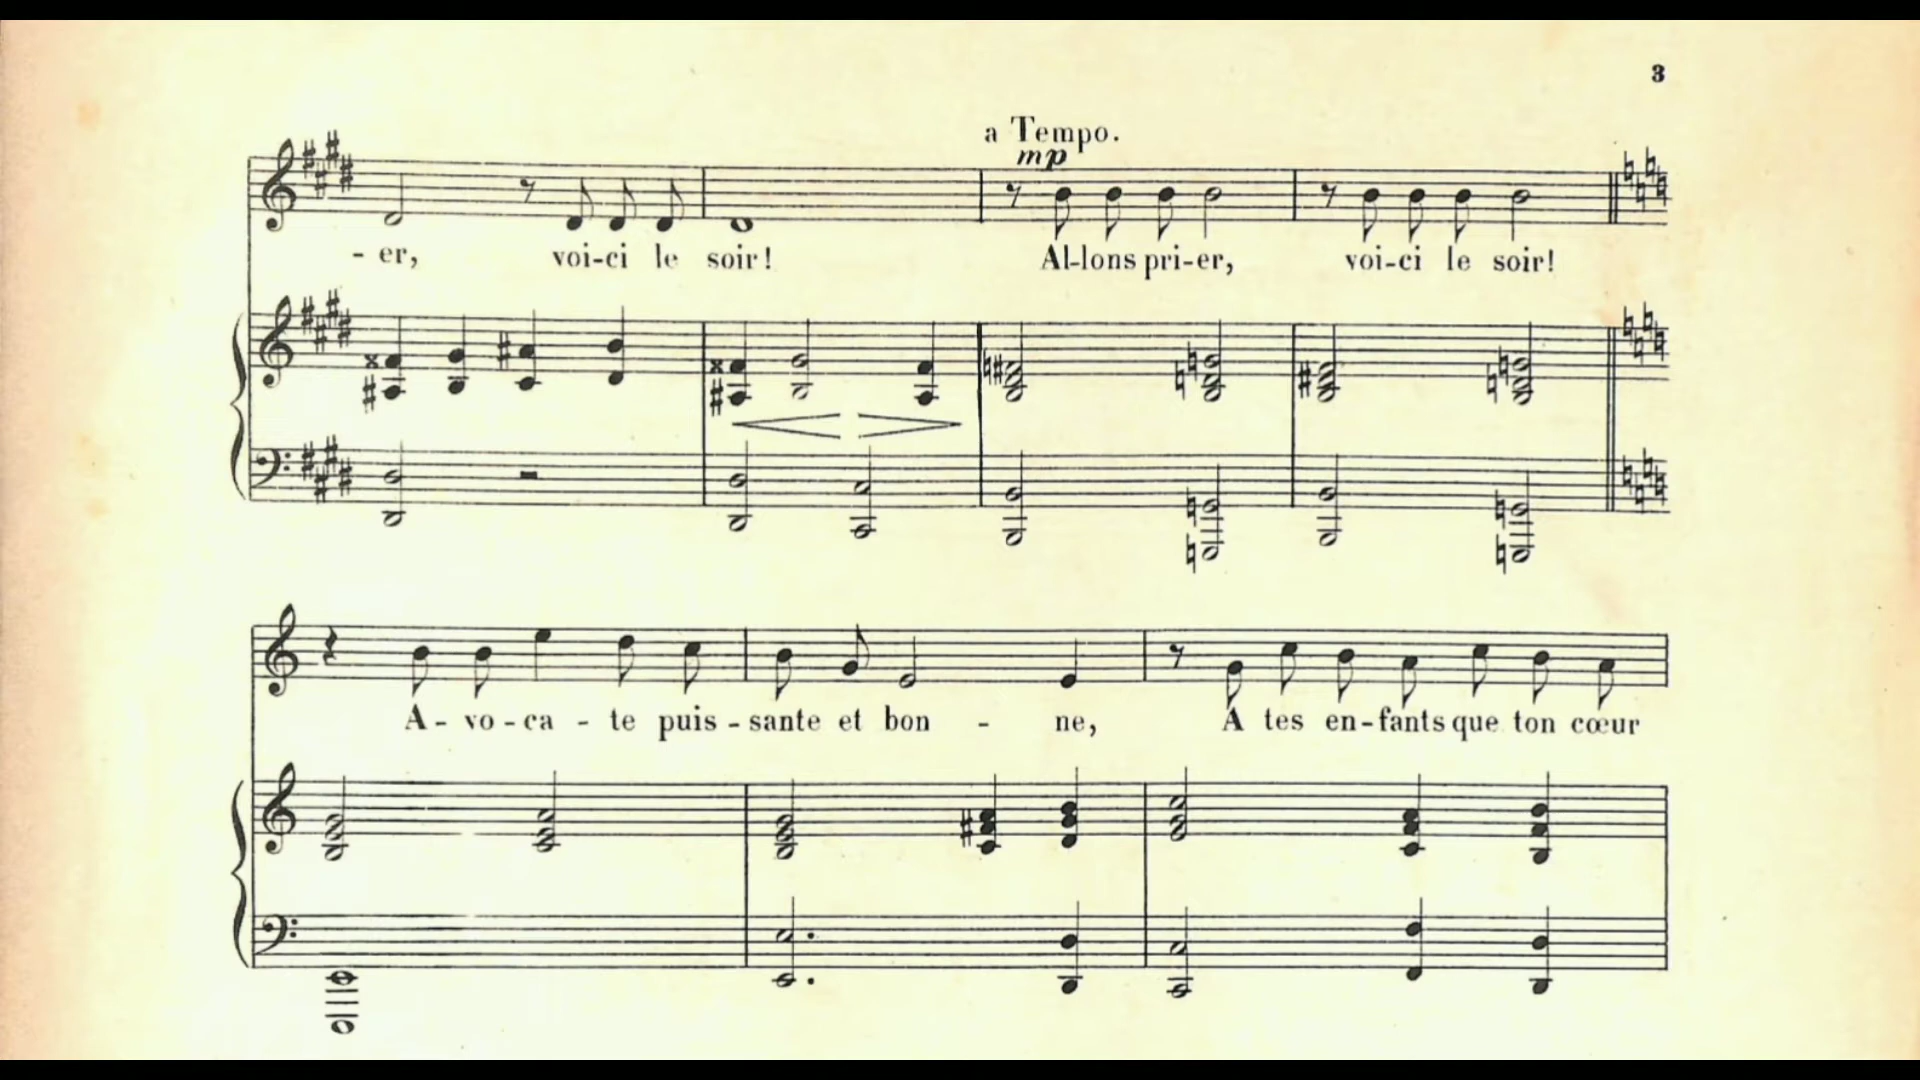 3
a Tempo.
mp
- er, voi-ci le soir! Al-lons pri-er, voi-ci le soir!
A - vo - ca - te puis - sante et bon - ne, A tes en-fants que ton cœur